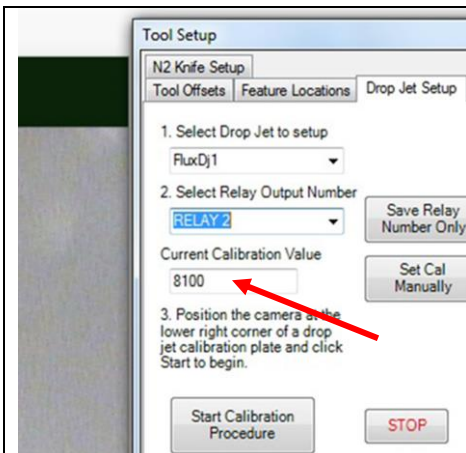 Tool Setup
N2 Knife Setup
Tool Offsets
Feature Locations
Drop Jet Setup
1. Select Drop Jet to setup
FluxDj1
2. Select Relay Output Number
RELAY 2
Save Relay
Number Only
Current Calibration Value
8100
Set Cal
Manually
3. Position the camera at the
lower right corner of a drop
jet calibration plate and click
Start to begin.
Start Calibration
Procedure
STOP